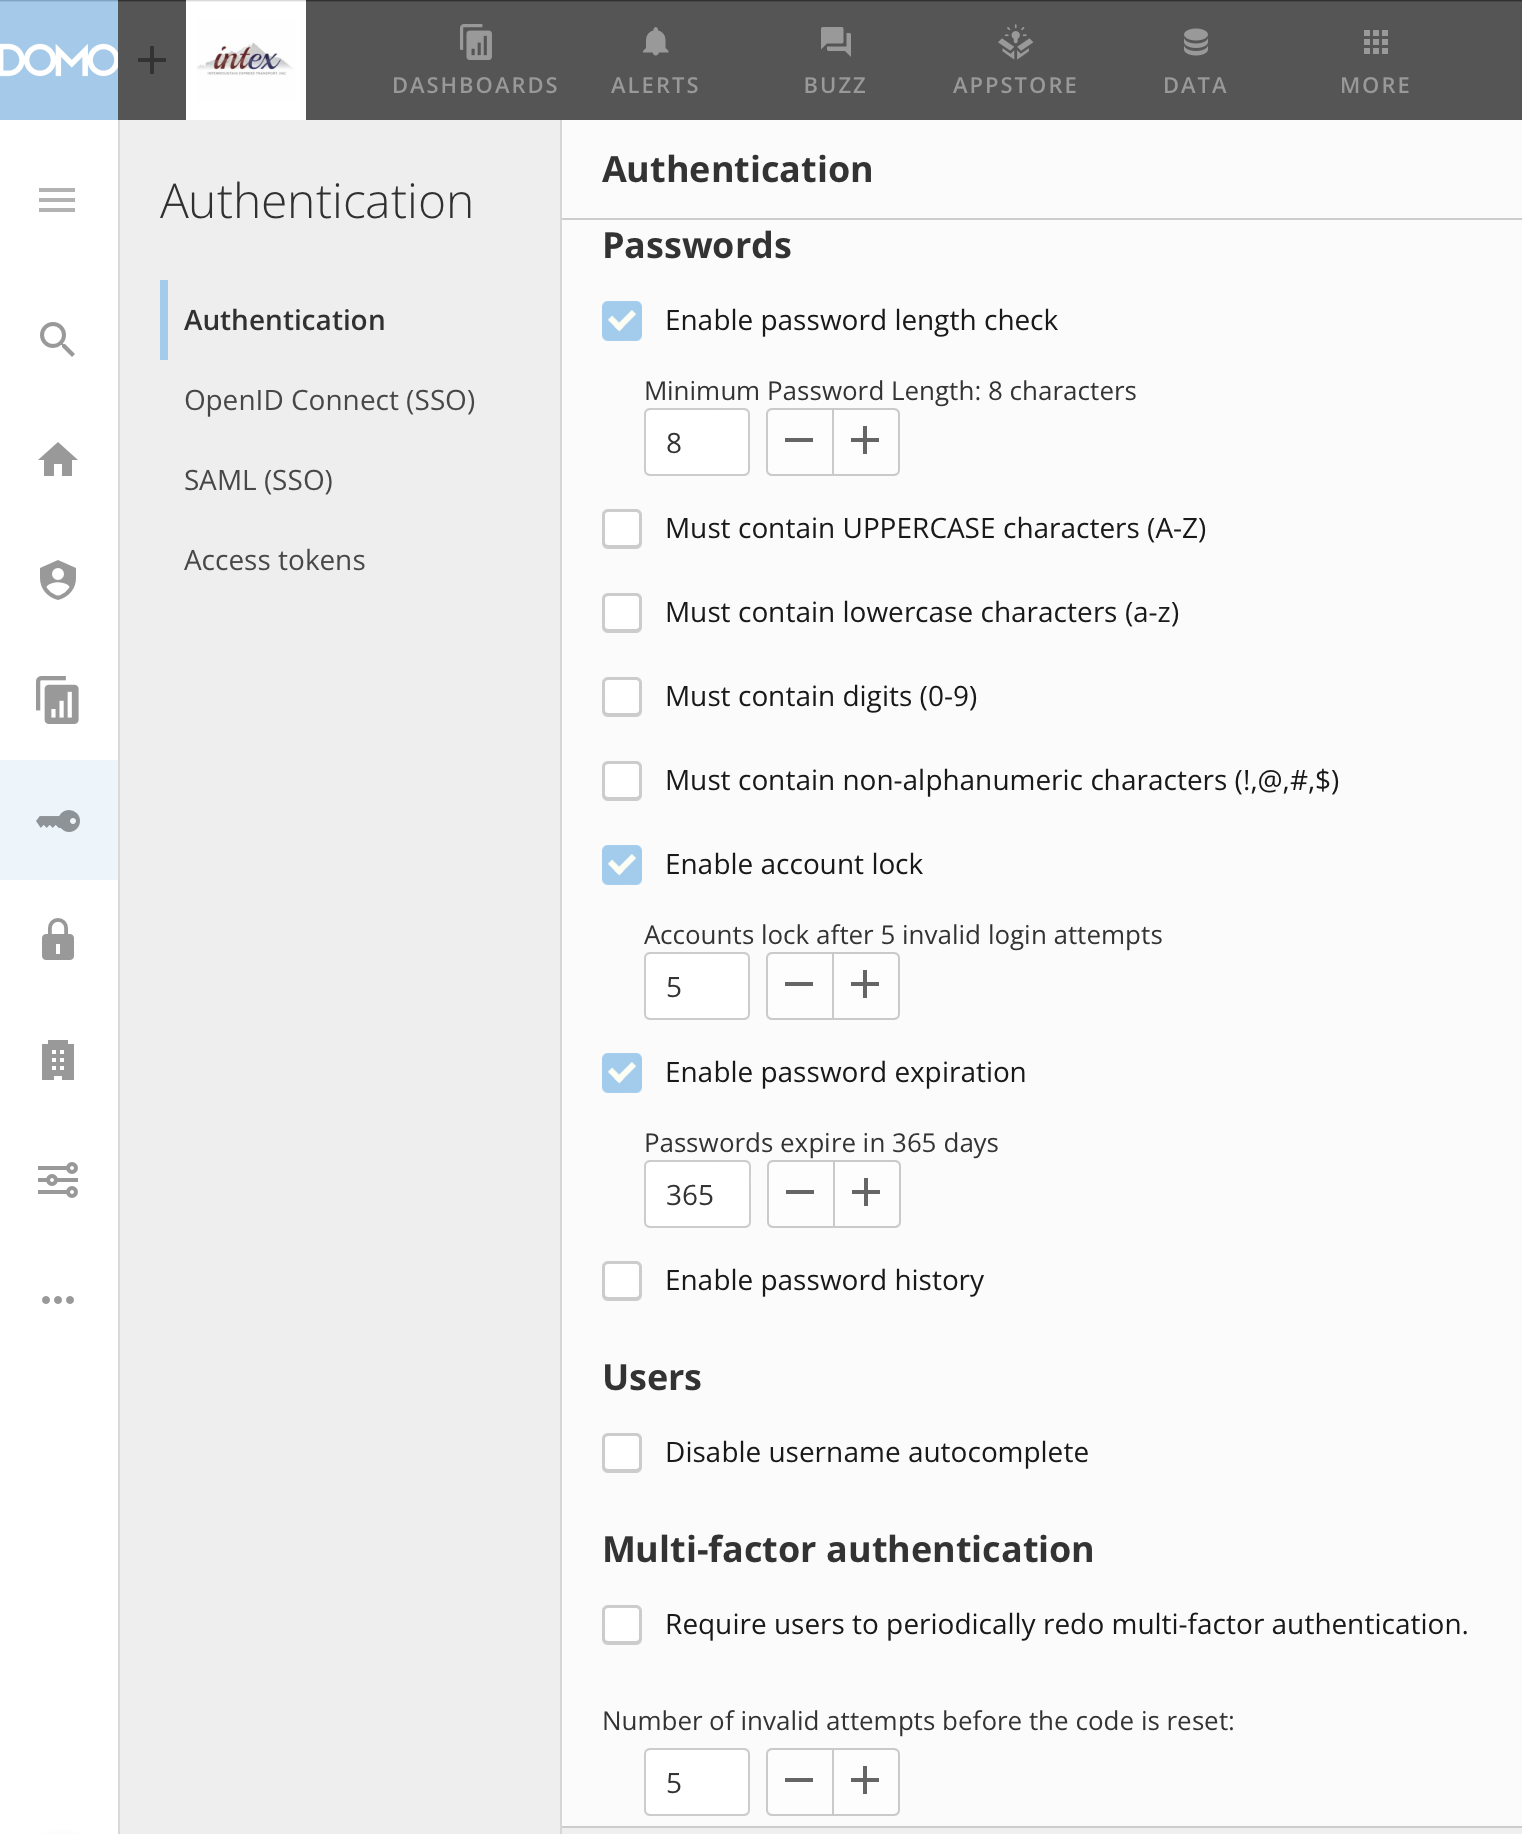 DOMO
intex
DASHBOARDS
ALERTS
BUZZ
APPSTORE
DATA
MORE
Authentication
Authentication
OpenID Connect (SSO)
SAML (SSO)
Access tokens
Authentication
Passwords
Enable password length check
Minimum Password Length: 8 characters
8
Must contain UPPERCASE characters (A-Z)
Must contain lowercase characters (a-z)
Must contain digits (0-9)
Must contain non-alphanumeric characters (!,@,#,$)
Enable account lock
Accounts lock after 5 invalid login attempts
5
Enable password expiration
Passwords expire in 365 days
365
Enable password history
Users
Disable username autocomplete
Multi-factor authentication
Require users to periodically redo multi-factor authentication.
Number of invalid attempts before the code is reset:
5